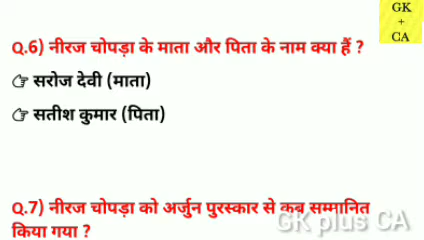 GK
+
CA
Q.6) नीरज चोपड़ा के माता और पिता के नाम क्या हैं ?
👉 सरोज देवी (माता)
👉 सतीश कुमार (पिता)
Q.7) नीरज चोपड़ा को अर्जुन पुरस्कार से कब सम्मानित
किया गया ?
GK plus CA